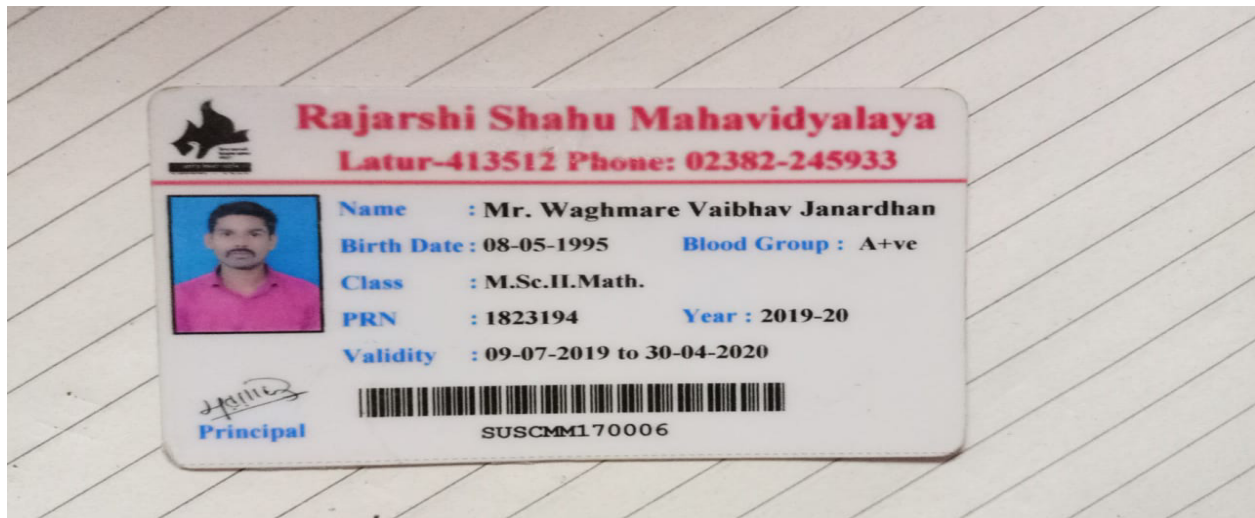 Rajarshi Shahu Mahavidyalaya
Latur-413512 Phone: 02382-245933
Name : Mr. Waghmare Vaibhav Janardhan
Birth Date : 08-05-1995 Blood Group : A+ve
Class : M.Sc.II.Math.
PRN : 1823194 Year : 2019-20
Validity : 09-07-2019 to 30-04-2020
Principal
SUSCMM170006